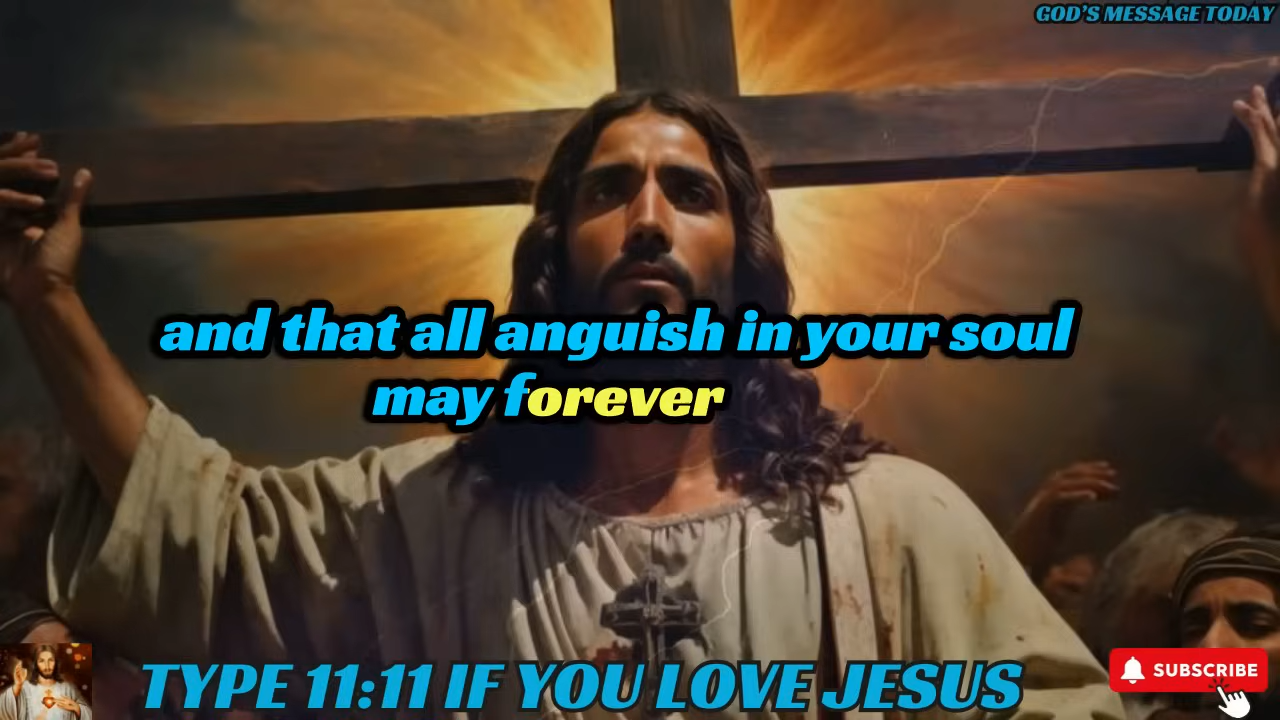 GOD'S MESSAGE TODAY
and that all anguish in your soul
may forever
TYPE 11:11 IF YOU LOVE JESUS
SUBSCRIBE